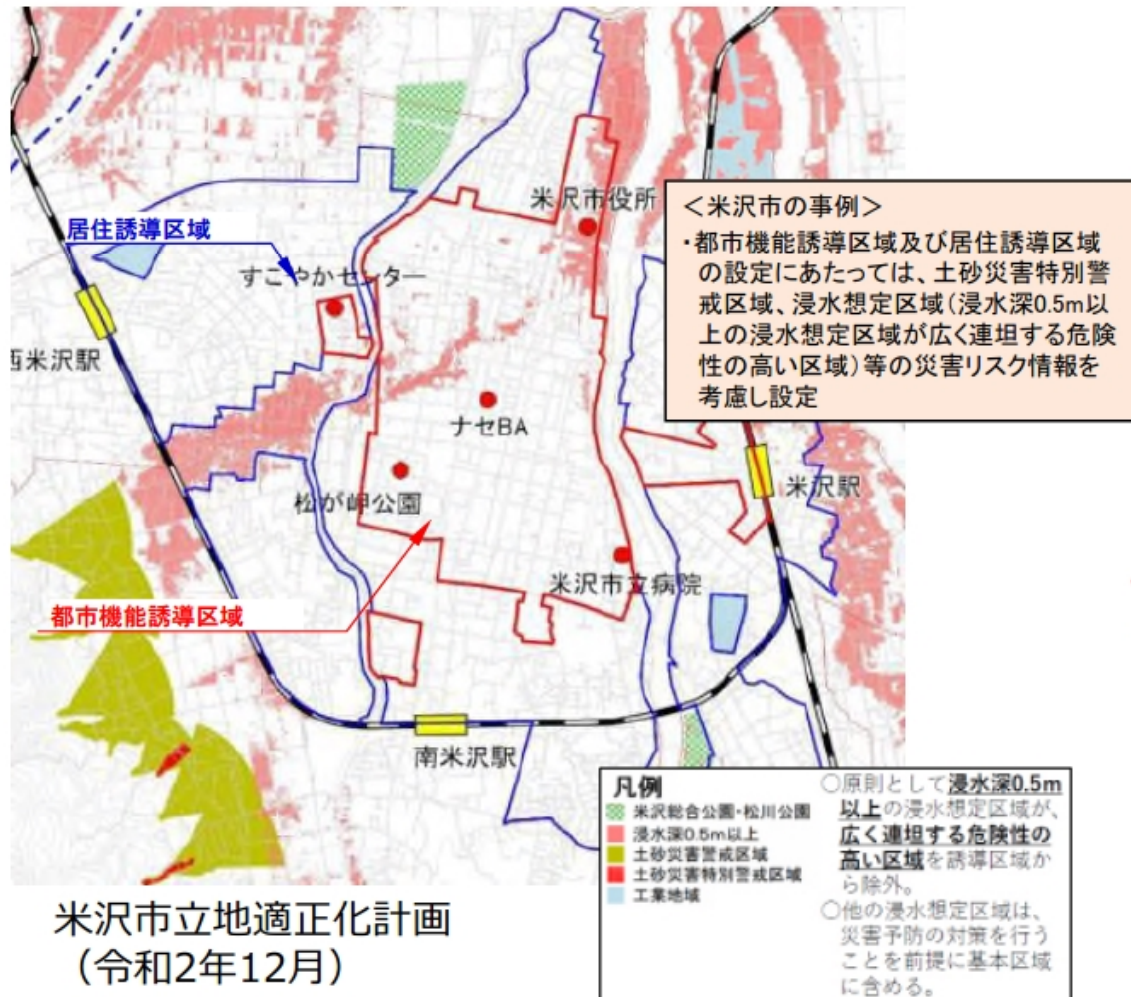 米沢市役所
居住誘導区域
すこやかセンター
西米沢駅
ナセBA
松が岬公園
米沢駅
米沢市立病院
都市機能誘導区域
南米沢駅
＜米沢市の事例＞
・都市機能誘導区域及び居住誘導区域
の設定にあたっては、土砂災害特別警
戒区域、浸水想定区域（浸水深0.5m以
上の浸水想定区域が広く連坦する危険
性の高い区域）等の災害リスク情報を
考慮し設定
凡例
米沢総合公園・松川公園
浸水深0.5m以上
土砂災害警戒区域
土砂災害特別警戒区域
工業地域
○原則として浸水深0.5m
以上の浸水想定区域が、
広く連坦する危険性の
高い区域を誘導区域か
ら除外。
○他の浸水想定区域は、
災害予防の対策を行う
ことを前提に基本区域
に含める。
米沢市立地適正化計画
（令和2年12月）